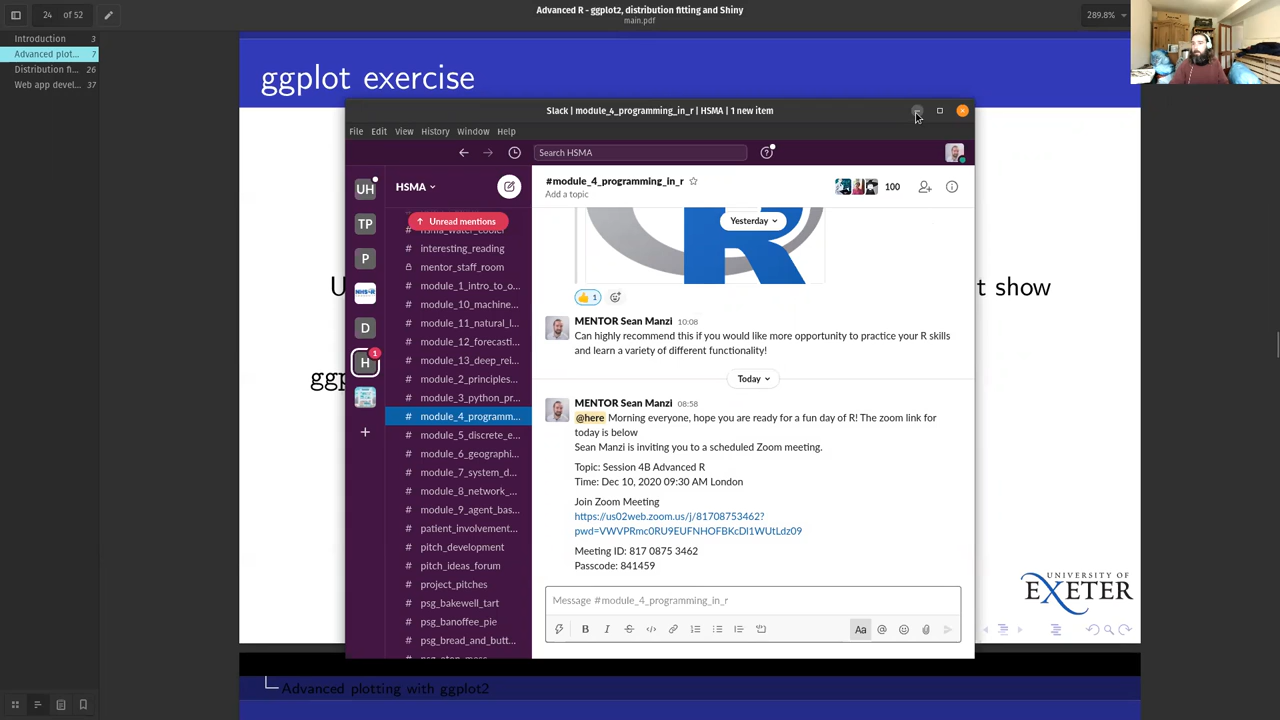 24 of 52
Advanced R - ggplot2, distribution fitting and Shiny
main.pdf
289.8%
Introduction 3
Advanced plot... 7
Distribution fi... 26
Web app devel... 37
ggplot exercise
U
t show
ggp
Slack | module_4_programming_in_r | HSMA | 1 new item
File Edit View History Window Help
Search HSMA
UH
TP
P
NHS-R
D
H
1
HSMA
Unread mentions
# hsma_water_cooler
# interesting_reading
mentor_staff_room
# module_1_intro_to_o...
# module_10_machine...
# module_11_natural_l...
# module_12_forecasti...
# module_13_deep_rei...
# module_2_principles...
# module_3_python_pr...
# module_4_programm...
# module_5_discrete_e...
# module_6_geographi...
# module_7_system_d...
# module_8_network_...
# module_9_agent_bas...
# patient_involvement...
# pitch_development
# pitch_ideas_forum
# project_pitches
# psg_bakewell_tart
# psg_banoffee_pie
# psg_bread_and_butt...
#module_4_programming_in_r
Add a topic
100
Yesterday
1
MENTOR Sean Manzi 10:08
Can highly recommend this if you would like more opportunity to practice your R skills
and learn a variety of different functionality!
Today
MENTOR Sean Manzi 08:58
@here Morning everyone, hope you are ready for a fun day of R! The zoom link for
today is below
Sean Manzi is inviting you to a scheduled Zoom meeting.
Topic: Session 4B Advanced R
Time: Dec 10, 2020 09:30 AM London
Join Zoom Meeting
https://us02web.zoom.us/j/81708753462?
pwd=VWVPRmc0RU9EUFNHOFBKcDl1WUtLdz09
Meeting ID: 817 0875 3462
Passcode: 841459
Message #module_4_programming_in_r
B I S Aa @
UNIVERSITY OF
EXETER
Advanced plotting with ggplot2